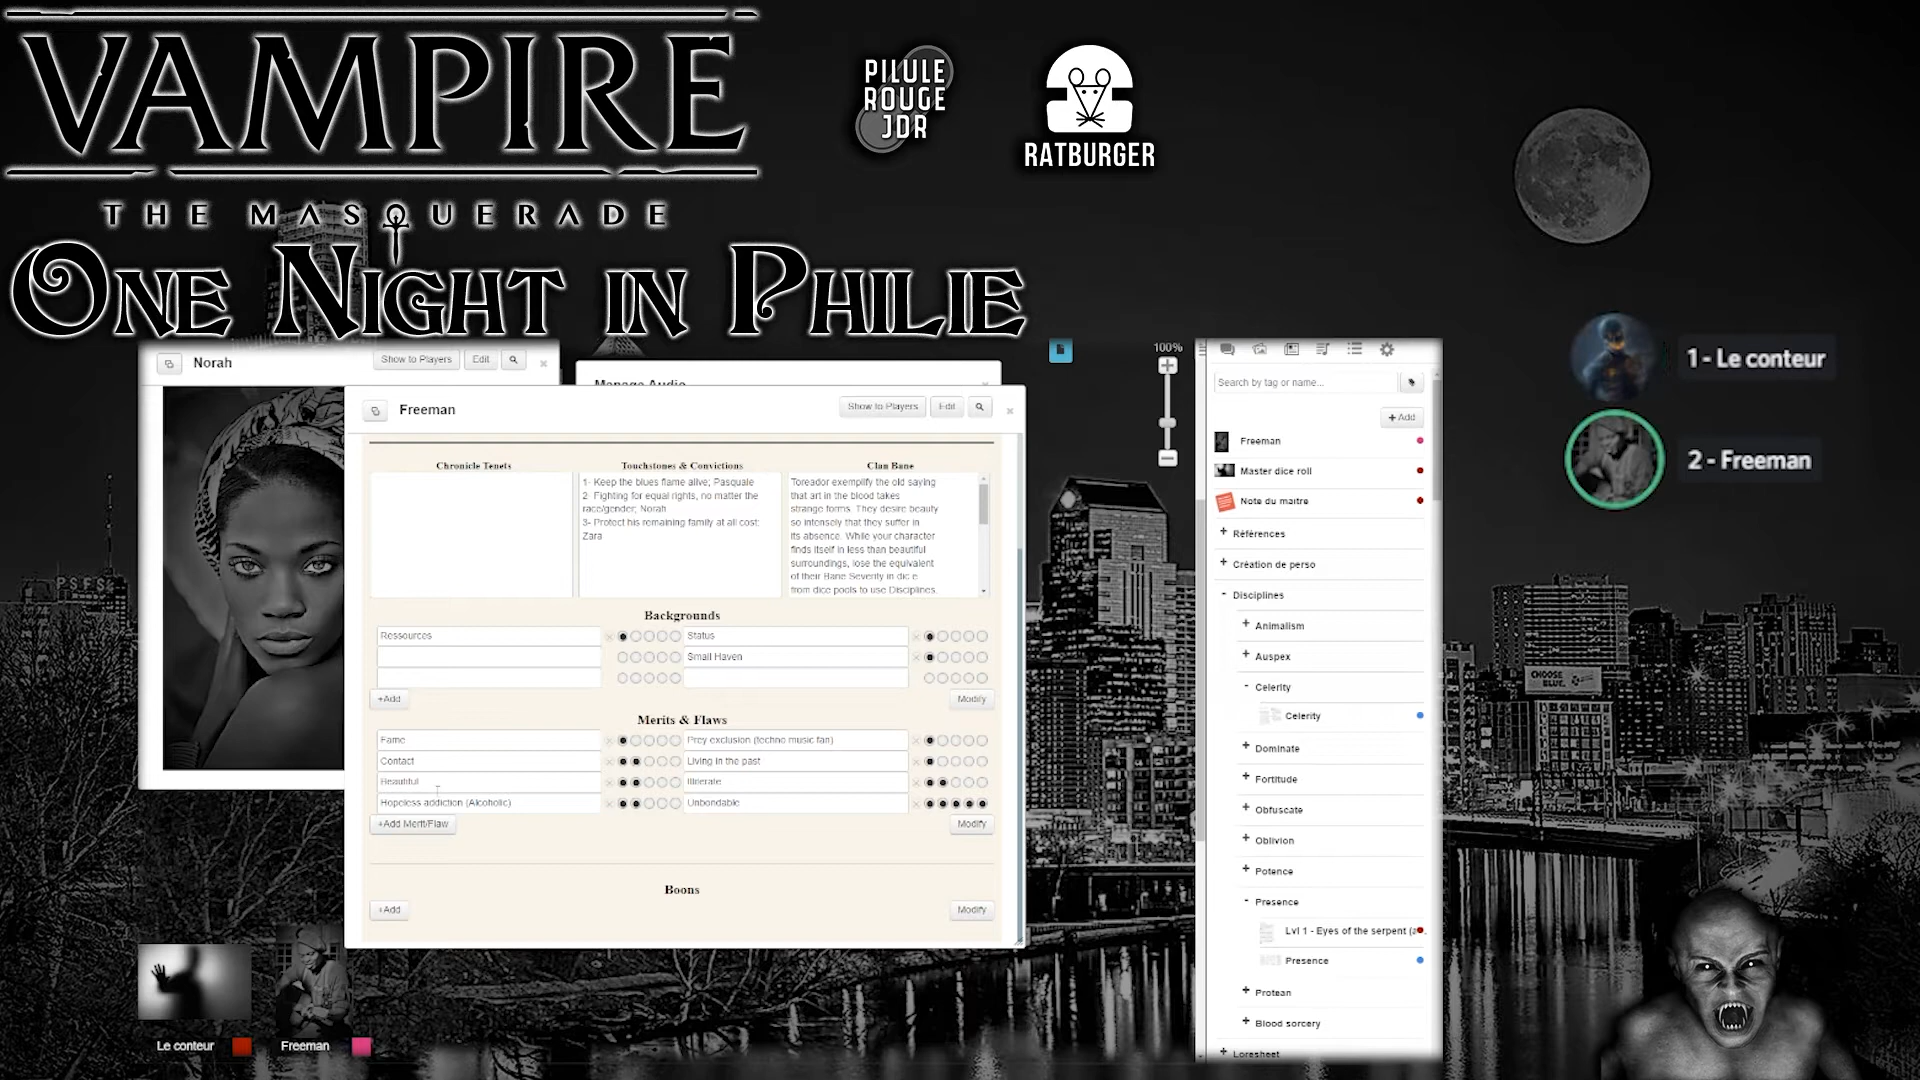 VAMPIRE
THE MASQUERADE
ONE NIGHT IN PHILIE
PILULE
ROUGE
JDR
RATBURGER
Norah
Show to Players
Edit
Manage Audio
Freeman
Show to Players
Edit
Chronicle Tenets
Touchstones & Convictions
Clan Bane
1- Keep the blues flame alive; Pasquale
2- Fighting for equal rights, no matter the
race/gender; Norah
3- Protect his remaining family at all cost:
Zara
Toreador exemplify the old saying
that art in the blood takes
strange forms. They desire beauty
so intensely that they suffer in
its absence. While your character
finds itself in less than beautiful
surroundings, lose the equivalent
of their Bane Severity in dic e
from dice pools to use Disciplines.
Backgrounds
Ressources
Status
Small Haven
+Add
Modify
Merits & Flaws
Fame
Prey exclusion (techno music fan)
Contact
Living in the past
Beautiful
Illiterate
Hopeless addiction (Alcoholic)
Unbondable
+Add Merit/Flaw
Modify
Boons
+Add
Modify
100%
Search by tag or name...
+ Add
Freeman
Master dice roll
Note du maitre
+ Références
+ Création de perso
- Disciplines
+ Animalism
+ Auspex
- Celerity
Celerity
+ Dominate
+ Fortitude
+ Obfuscate
+ Oblivion
+ Potence
- Presence
Lvl 1 - Eyes of the serpent
Presence
+ Protean
+ Blood sorcery
+ Loresheet
1 - Le conteur
2 - Freeman
PSFS
CHOOSE
BLUE.
Le conteur
Freeman